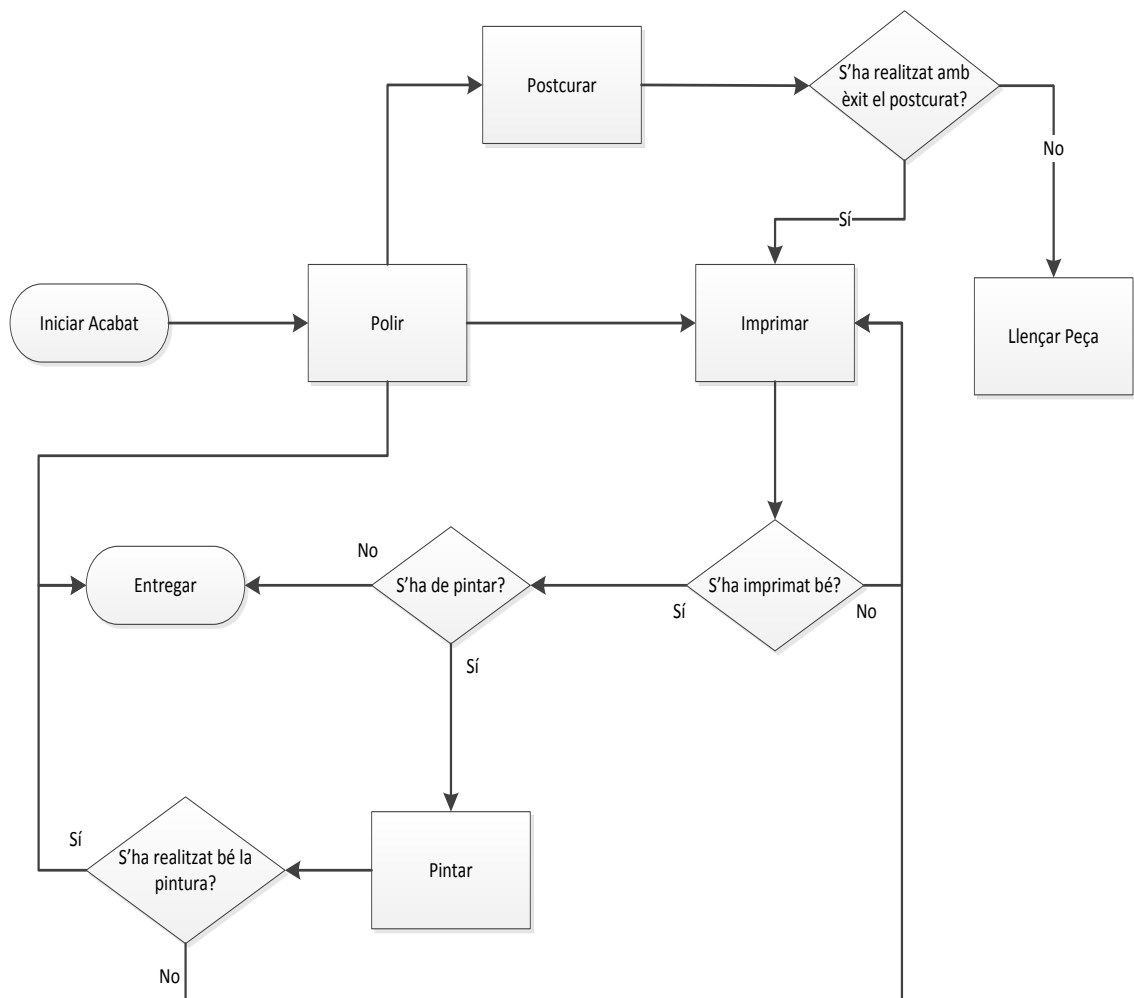 Postcurar
S'ha realitzat amb
èxit el postcurat?
No
Sí
Iniciar Acabat
Polir
Imprimar
Llençar Peça
Entregar
No
S'ha de pintar?
Sí
S'ha imprimat bé?
No
Sí
Sí
S'ha realitzat bé la
pintura?
Pintar
No